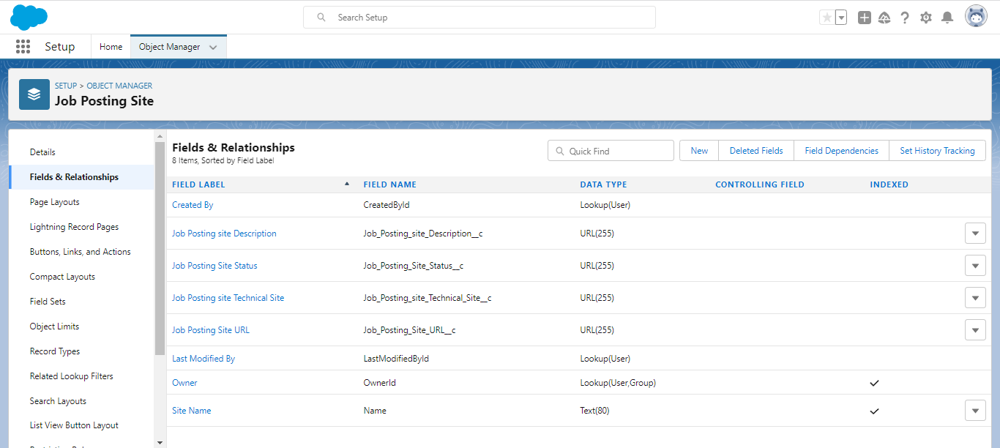 Search Setup
Setup
Home
Object Manager
SETUP > OBJECT MANAGER
Job Posting Site
Details
Fields & Relationships
Page Layouts
Lightning Record Pages
Buttons, Links, and Actions
Compact Layouts
Field Sets
Object Limits
Record Types
Related Lookup Filters
Search Layouts
List View Button Layout
Fields & Relationships
8 Items, Sorted by Field Label
Quick Find
New
Deleted Fields
Field Dependencies
Set History Tracking
FIELD LABEL FIELD NAME DATA TYPE CONTROLLING FIELD INDEXED
Created By CreatedById Lookup(User)
Job Posting site Description Job_Posting_site_Description__c URL(255)
Job Posting Site Status Job_Posting_Site_Status__c URL(255)
Job Posting site Technical Site Job_Posting_site_Technical_Site__c URL(255)
Job Posting Site URL Job_Posting_Site_URL__c URL(255)
Last Modified By LastModifiedById Lookup(User)
Owner OwnerId Lookup(User,Group)
Site Name Name Text(80)